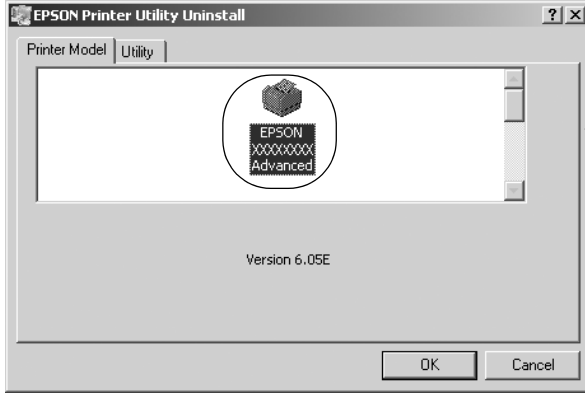 EPSON Printer Utility Uninstall
Printer Model
Utility
EPSON
XXXXXXXX
Advanced
Version 6.05E
OK
Cancel